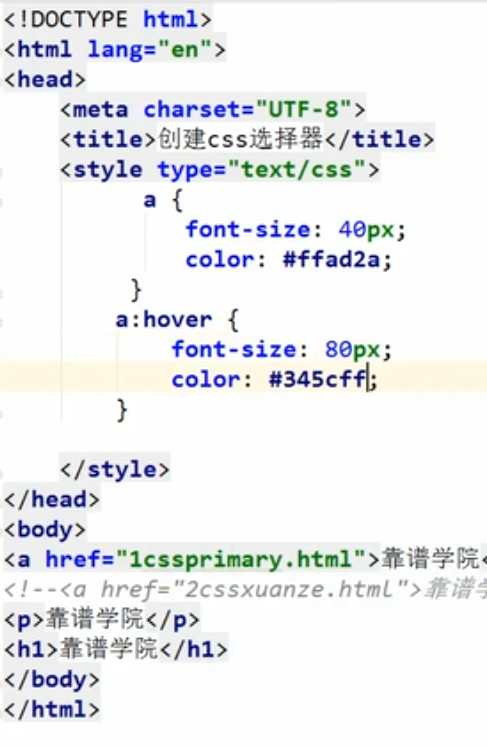 <!DOCTYPE html>
<html lang="en">
<head>
<meta charset="UTF-8">
<title>创建css选择器</title>
<style type="text/css">
a {
font-size: 40px;
color: #ffad2a;
}
a:hover {
font-size: 80px;
color: #345cff;
}
</style>
</head>
<body>
<a href="1cssprimary.html">靠谱学院<
<!--<a href="2cssxuanze.html">靠谱学
<p>靠谱学院</p>
<h1>靠谱学院</h1>
</body>
</html>